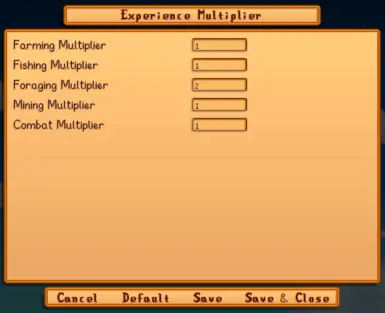 Experience Multiplier
Farming Multiplier 1
Fishing Multiplier 1
Foraging Multiplier 2
Mining Multiplier 1
Combat Multiplier 1
Cancel Default Save Save & Close